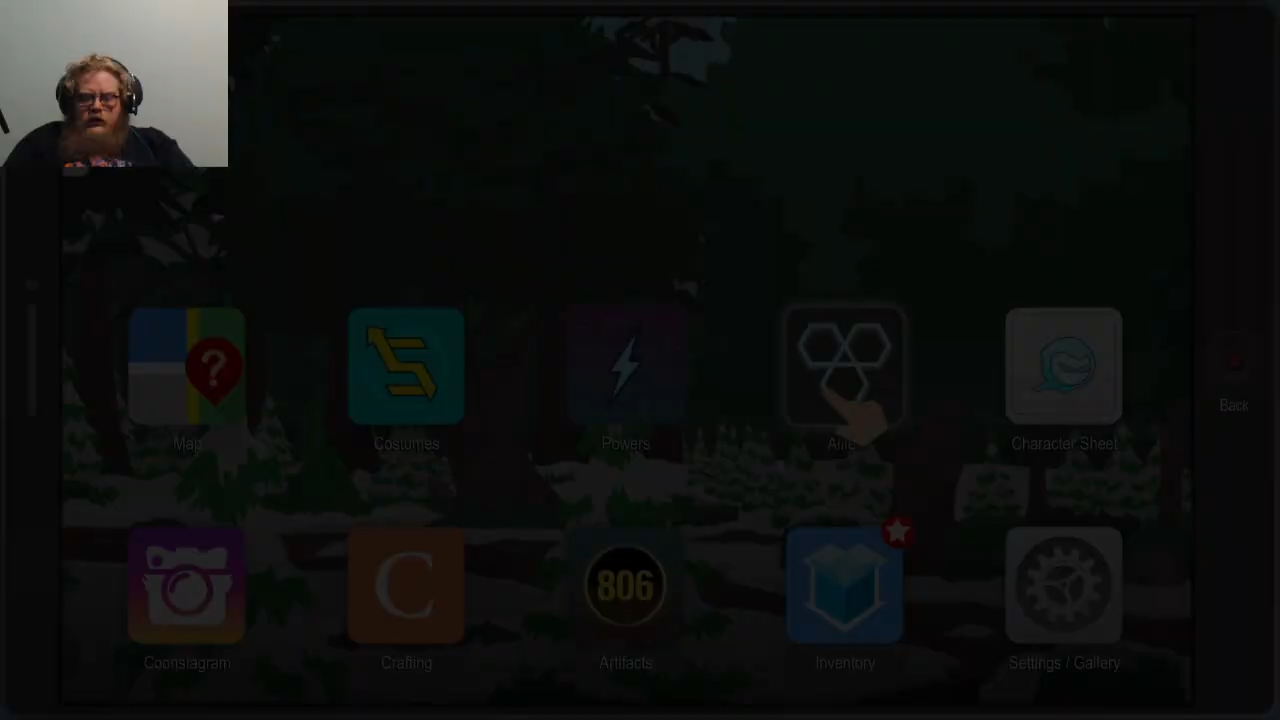 ?
Map
Costumes
Powers
Character Sheet
Back
C
806
Coonstagram
Crafting
Artifacts
Inventory
Settings / Gallery